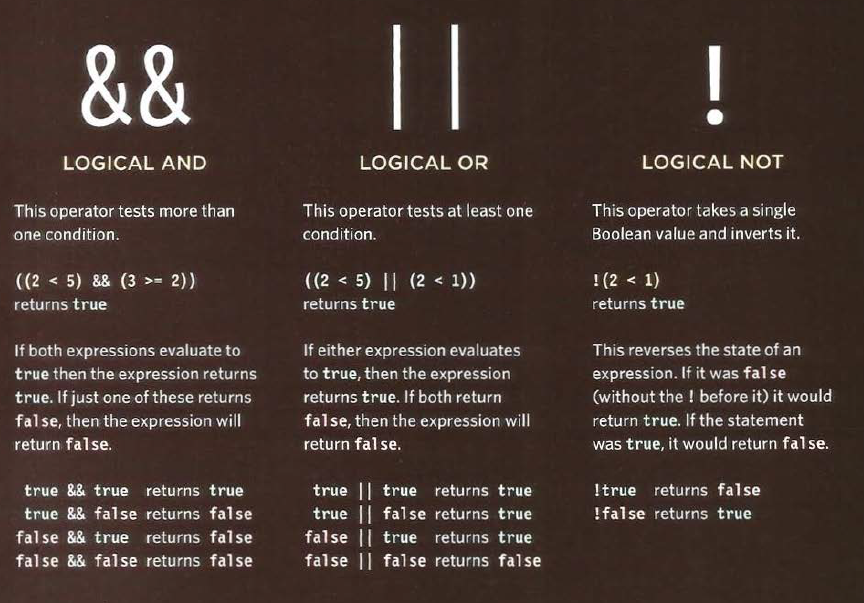 &&
LOGICAL AND
This operator tests more than
one condition.
((2 < 5) && (3 >= 2))
returns true
If both expressions evaluate to
true then the expression returns
true. If just one of these returns
false, then the expression will
return false.
true && true returns true
true && false returns false
false && true returns false
false && false returns false
||
LOGICAL OR
This operator tests at least one
condition.
((2 < 5) || (2 < 1))
returns true
If either expression evaluates
to true, then the expression
returns true. If both return
false, then the expression will
return false.
true || true returns true
true || false returns true
false || true returns true
false || false returns false
!
LOGICAL NOT
This operator takes a single
Boolean value and inverts it.
!(2 < 1)
returns true
This reverses the state of an
expression. If it was false
(without the ! before it) it would
return true. If the statement
was true, it would return false.
!true returns false
!false returns true